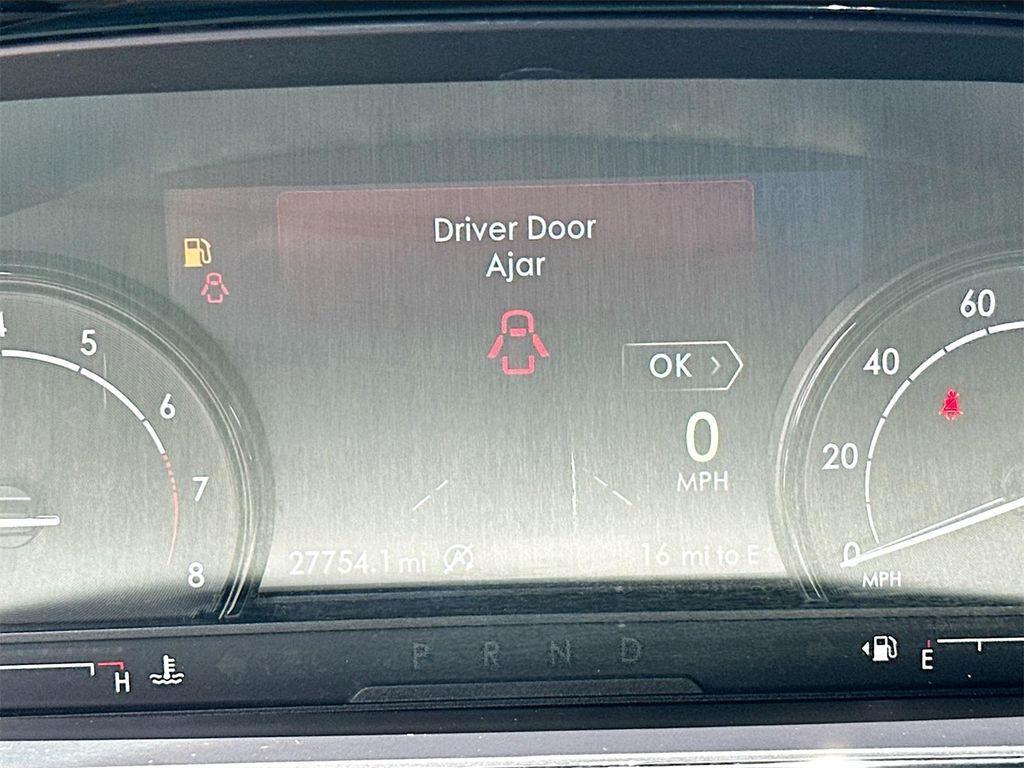 Driver Door
Ajar
OK
0
MPH
27754.1 mi
16 mi to E
5
6
7
8
60
40
20
0
MPH
P R N D
H
E